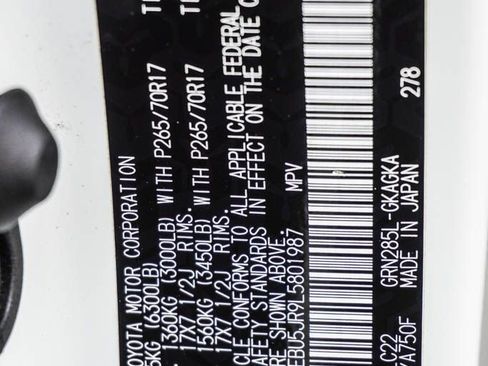 OYOTA MOTOR CORPORATION
5KG (6300LB)
1360KG (3000LB) WITH P265/70R17
17X7 1/2J RIMS.
1560KG (3450LB) WITH P265/70R17
17X7 1/2J RIMS.
CLE CONFORMS TO ALL APPLICABLE FEDERAL
SAFETY STANDARDS IN EFFECT ON THE DATE O
RE SHOWN ABOVE.
EBU5JR9L5801987 MPV
C22 GRN285L-GKAGKA
/A750F MADE IN JAPAN 278